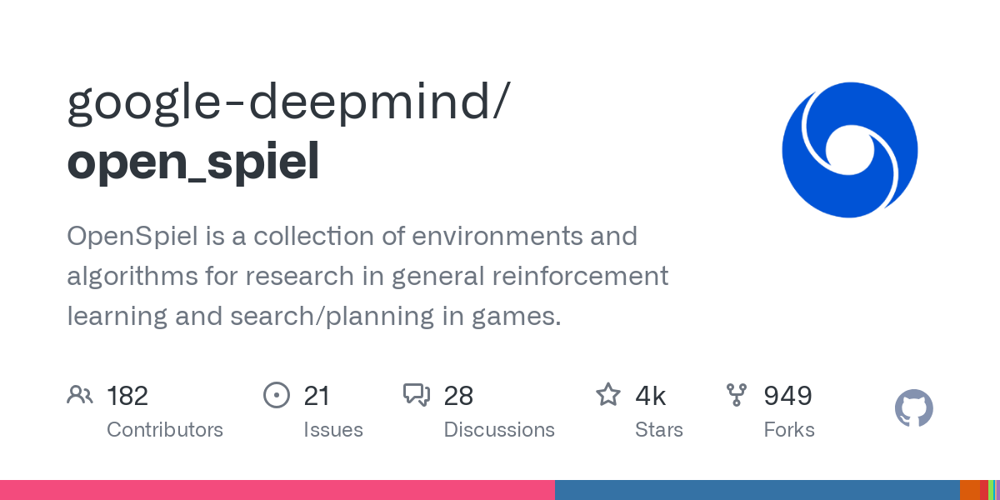 google-deepmind/
open_spiel
OpenSpiel is a collection of environments and
algorithms for research in general reinforcement
learning and search/planning in games.
182 21 28 4k 949
Contributors Issues Discussions Stars Forks